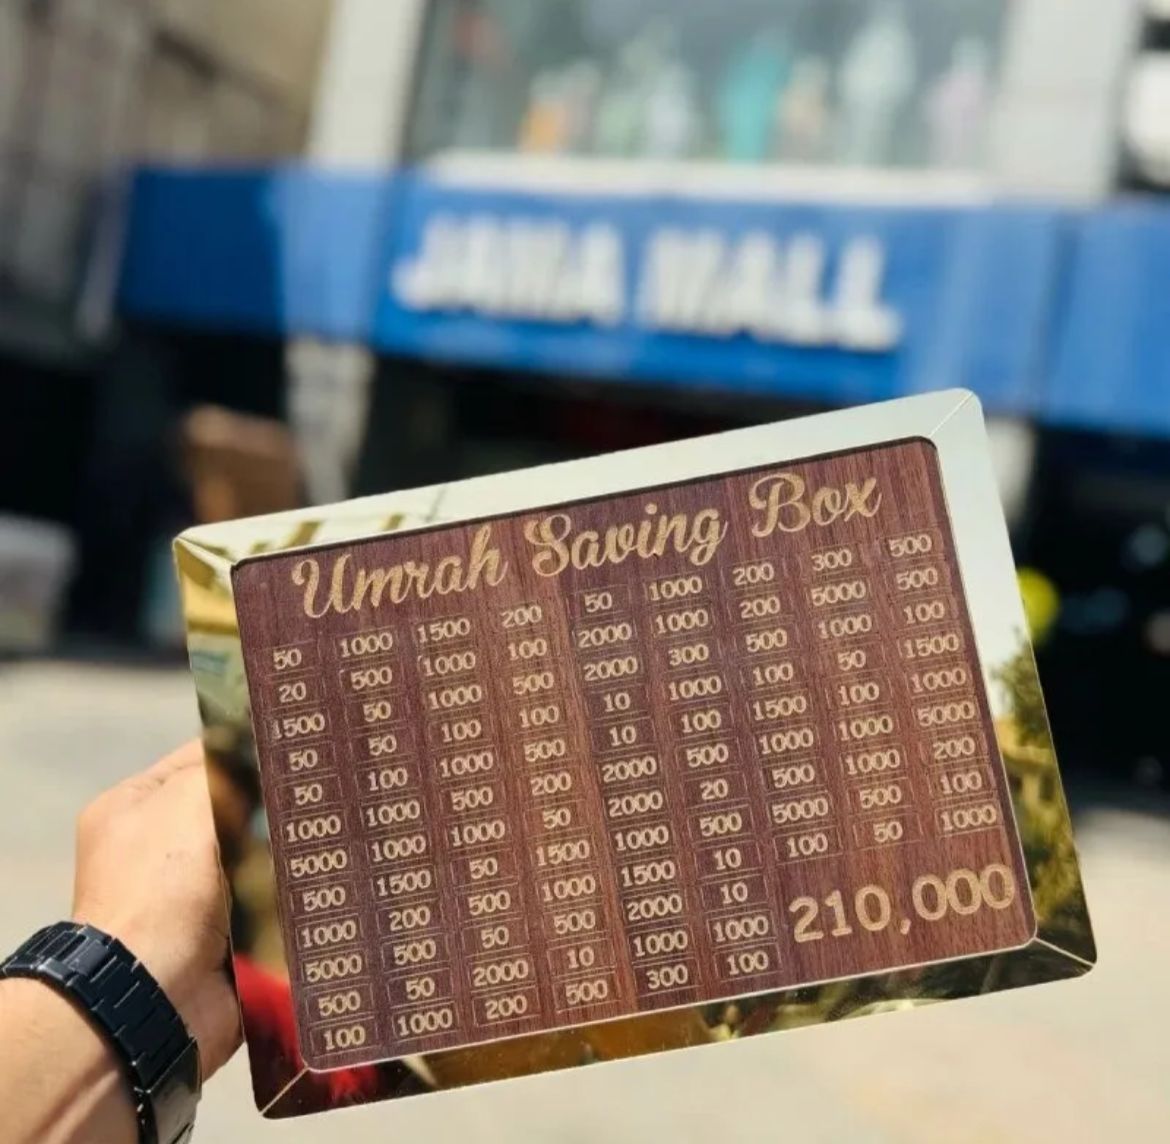 MALL
Umrah Saving Box
50 1000 1500 200 50 1000 200 300 500
20 500 1000 100 2000 1000 200 5000 500
1500 50 1000 500 2000 300 500 1000 100
50 50 100 100 10 1000 100 50 1500
50 100 1000 500 10 100 1500 100 1000
1000 1000 500 200 2000 500 1000 1000 5000
5000 1000 1000 50 2000 20 500 1000 200
500 1500 50 1500 1000 500 5000 500 100
1000 200 500 1000 1500 10 100 50 1000
5000 500 50 500 2000 10
500 50 2000 10 1000 1000
100 1000 200 500 300 100
210,000